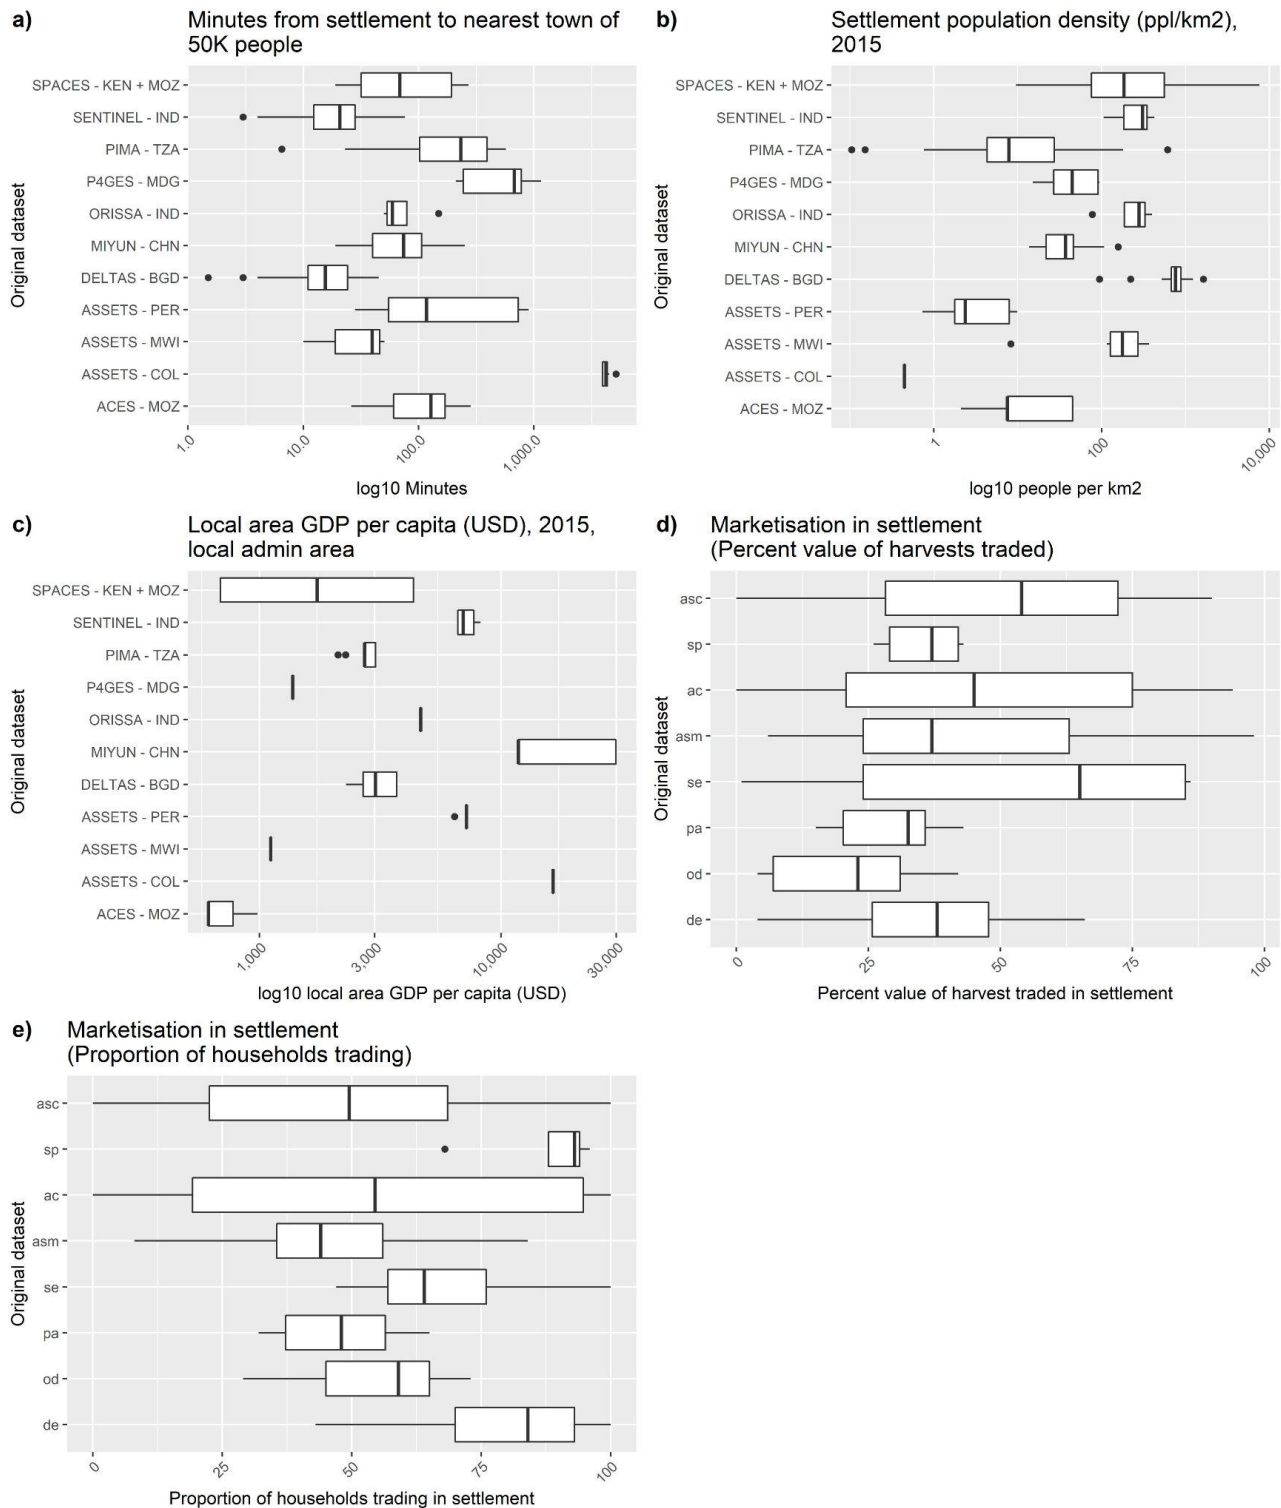 a) Minutes from settlement to nearest town of
50K people
Original dataset
SPACES - KEN + MOZ
SENTINEL - IND
PIMA - TZA
P4GES - MDG
ORISSA - IND
MIYUN - CHN
DELTAS - BGD
ASSETS - PER
ASSETS - MWI
ASSETS - COL
ACES - MOZ
1.0 10.0 100.0 1,000.0
log10 Minutes
b) Settlement population density (ppl/km2),
2015
Original dataset
SPACES - KEN + MOZ
SENTINEL - IND
PIMA - TZA
P4GES - MDG
ORISSA - IND
MIYUN - CHN
DELTAS - BGD
ASSETS - PER
ASSETS - MWI
ASSETS - COL
ACES - MOZ
1 100 10,000
log10 people per km2
c) Local area GDP per capita (USD), 2015,
local admin area
Original dataset
SPACES - KEN + MOZ
SENTINEL - IND
PIMA - TZA
P4GES - MDG
ORISSA - IND
MIYUN - CHN
DELTAS - BGD
ASSETS - PER
ASSETS - MWI
ASSETS - COL
ACES - MOZ
1,000 3,000 10,000 30,000
log10 local area GDP per capita (USD)
d) Marketisation in settlement
(Percent value of harvests traded)
Original dataset
asc
sp
ac
asm
se
pa
od
de
0 25 50 75 100
Percent value of harvest traded in settlement
e) Marketisation in settlement
(Proportion of households trading)
Original dataset
asc
sp
ac
asm
se
pa
od
de
0 25 50 75 100
Proportion of households trading in settlement